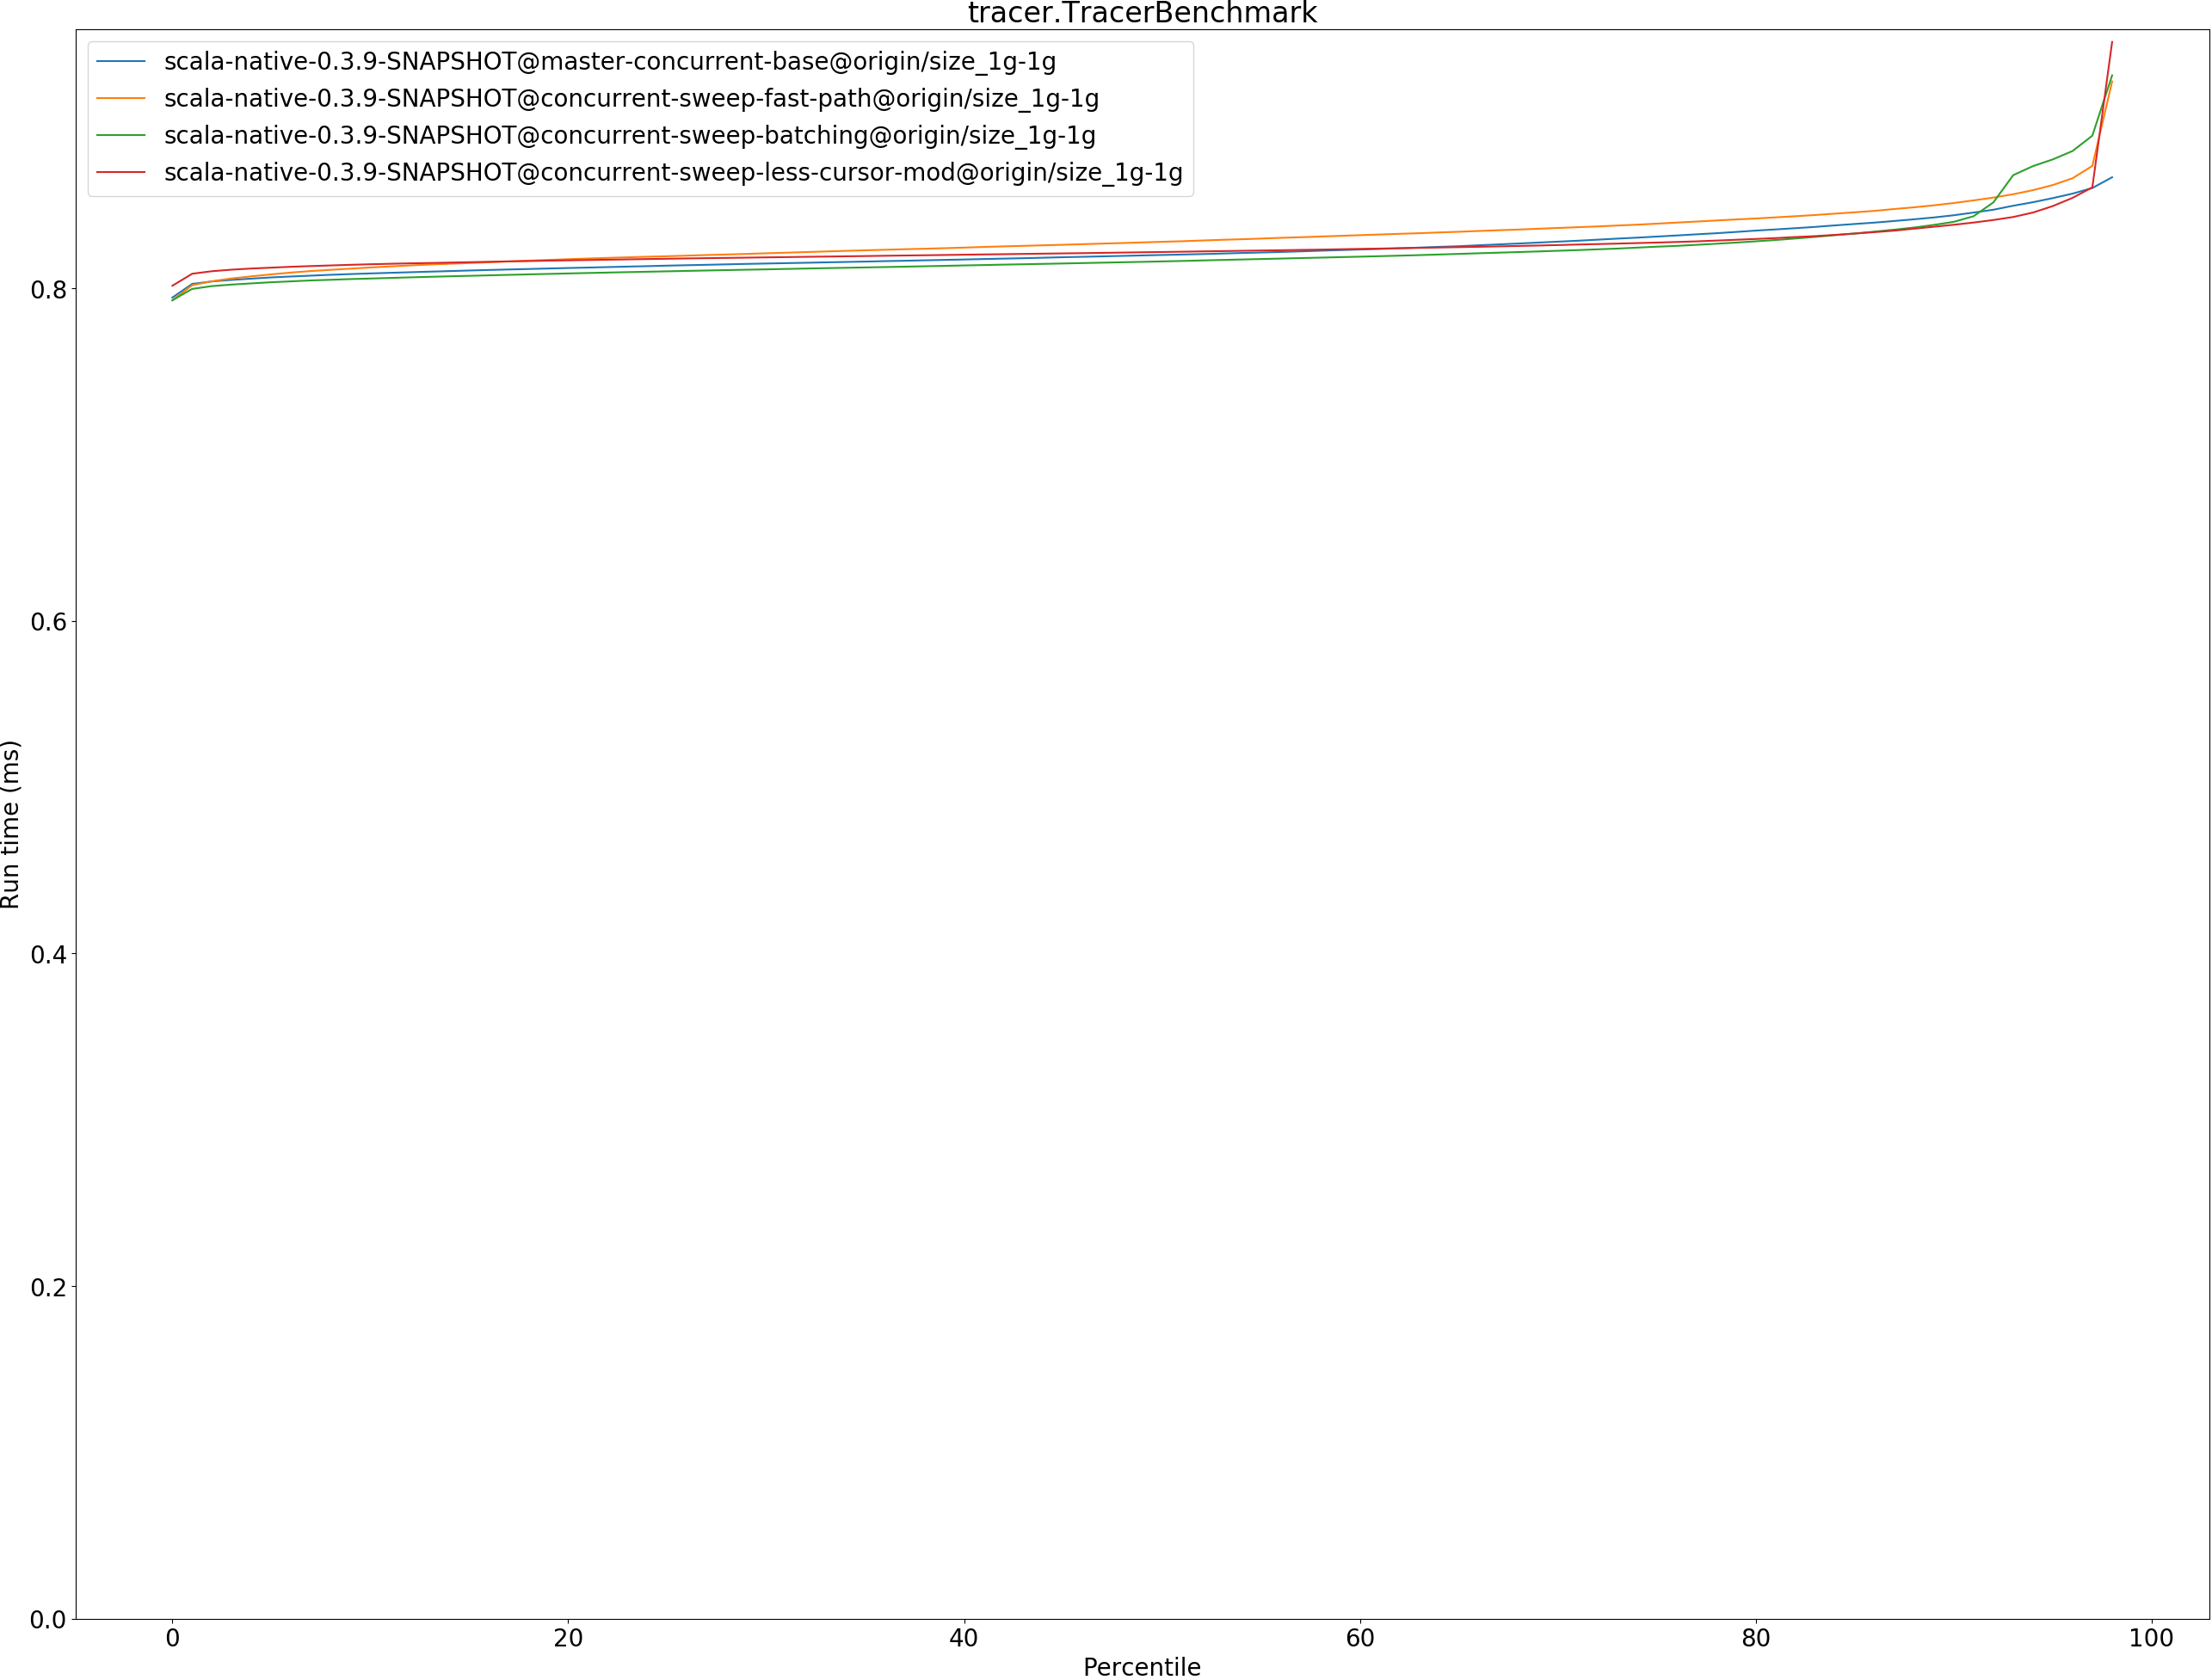 tracer.TracerBenchmark
scala-native-0.3.9-SNAPSHOT@master-concurrent-base@origin/size_1g-1g
scala-native-0.3.9-SNAPSHOT@concurrent-sweep-fast-path@origin/size_1g-1g
scala-native-0.3.9-SNAPSHOT@concurrent-sweep-batching@origin/size_1g-1g
scala-native-0.3.9-SNAPSHOT@concurrent-sweep-less-cursor-mod@origin/size_1g-1g
Run time (ms)
0.8
0.6
0.4
0.2
0.0
0 20 40 60 80 100
Percentile